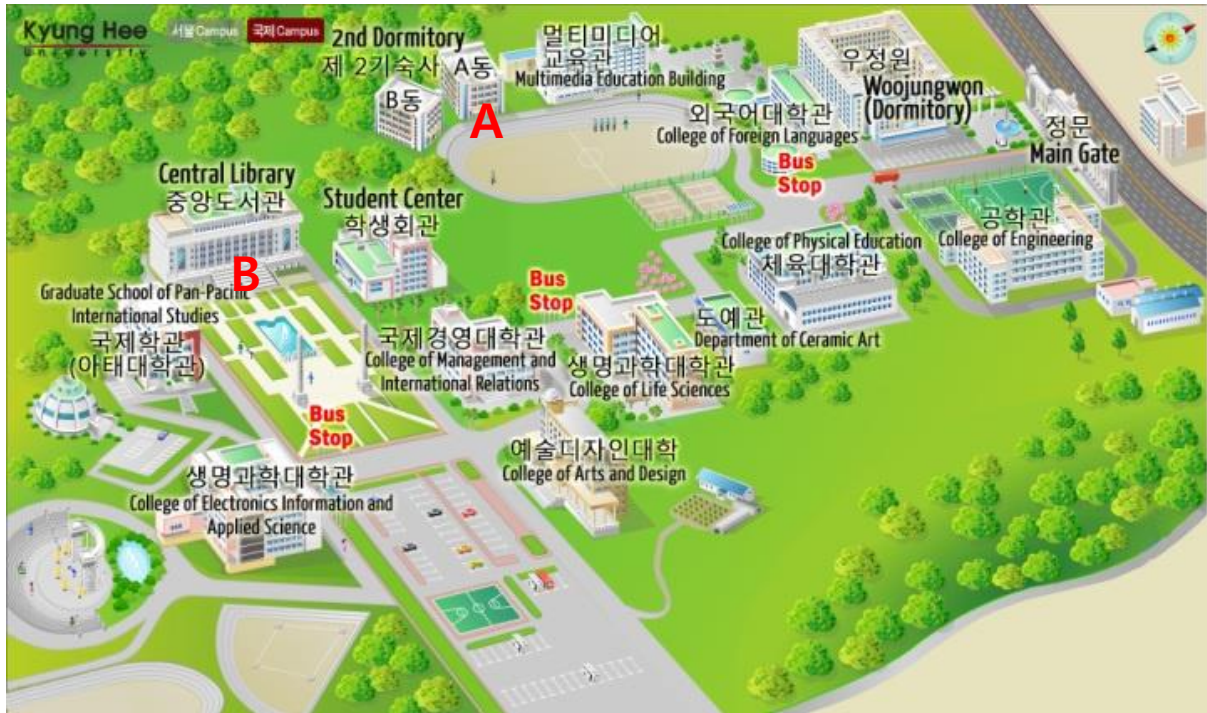 Kyung Hee
University
서울Campus
국제Campus
2nd Dormitory
제 2기숙사 A동
B동
A
멀티미디어
교육관
Multimedia Education Building
우정원
Woojungwon
(Dormitory)
외국어대학관
College of Foreign Languages
정문
Main Gate
Bus
Stop
Central Library
중앙도서관
B
Student Center
학생회관
공학관
College of Engineering
College of Physical Education
체육대학관
Bus
Stop
Graduate School of Pan-Pacific
International Studies
국제학관
(아태대학관)
국제경영대학관
College of Management and
International Relations
도예관
Department of Ceramic Art
생명과학대학관
College of Life Sciences
Bus
Stop
예술디자인대학
College of Arts and Design
생명과학대학관
College of Electronics Information and
Applied Science